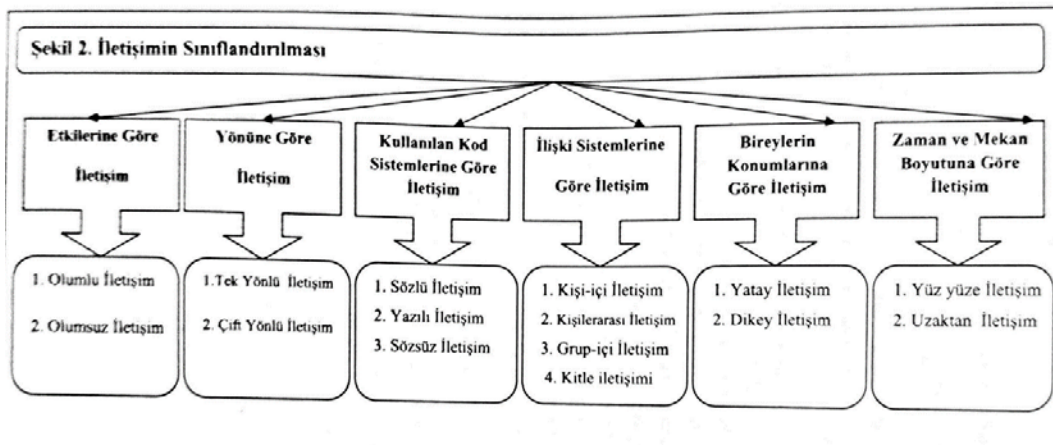 Şekil 2. İletişimin Sınıflandırılması
Etkilerine Göre
İletişim
Yönüne Göre
İletişim
Kullanılan Kod
Sistemlerine Göre
İletişim
İlişki Sistemlerine
Göre İletişim
Bireylerin
Konumlarına
Göre İletişim
Zaman ve Mekan
Boyutuna Göre
İletişim
1. Olumlu İletişim
2. Olumsuz İletişim
1.Tek Yönlü İletişim
2. Çift Yönlü İletişim
1. Sözlü İletişim
2. Yazılı İletişim
3. Sözsüz İletişim
1. Kişi-içi İletişim
2. Kişilerarası İletişim
3. Grup-içi İletişim
4. Kitle iletişimi
1. Yatay İletişim
2. Dikey İletişim
1. Yüz yüze İletişim
2. Uzaktan İletişim